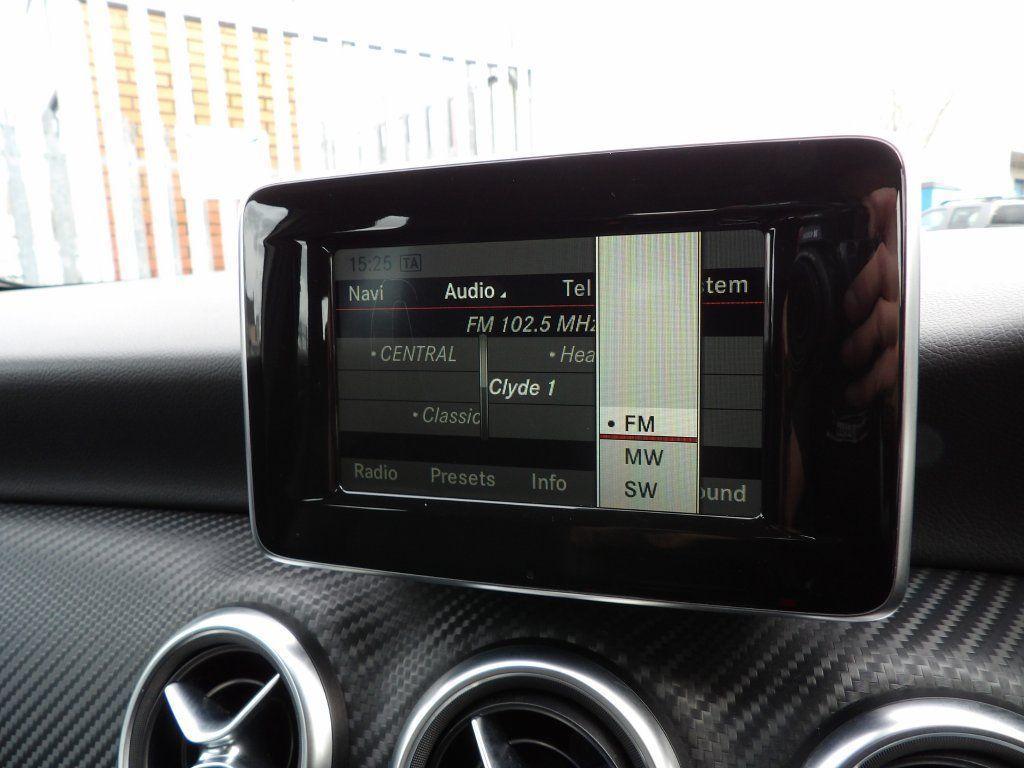 15:25 TA
Navi Audio Tel stem
FM 102.5 MHz
• CENTRAL • Hea
Clyde 1
• Classic
• FM
MW
SW
Radio Presets Info ound